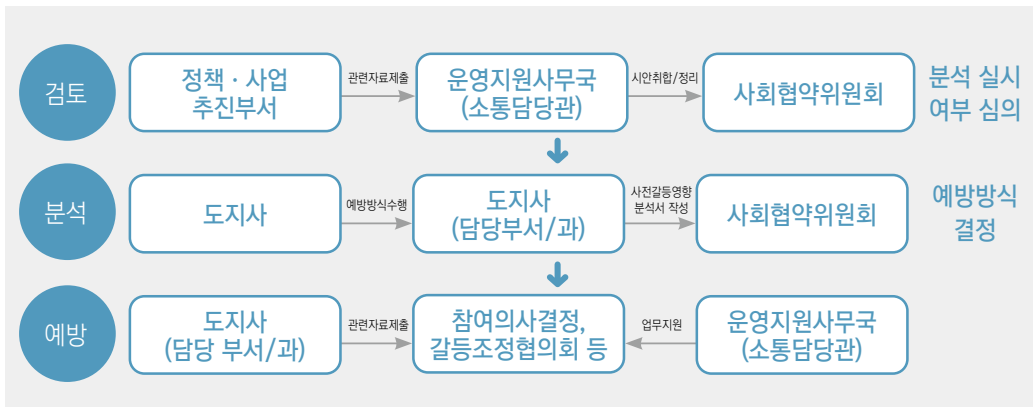 검토
정책 · 사업
추진부서
관련자료제출
운영지원사무국
(소통담당관)
시안취합/정리
사회협약위원회
분석 실시
여부 심의
분석
도지사
예방방식수행
도지사
(담당부서/과)
사전갈등영향
분석서 작성
사회협약위원회
예방방식
결정
예방
도지사
(담당 부서/과)
관련자료제출
참여의사결정,
갈등조정협의회 등
업무지원
운영지원사무국
(소통담당관)